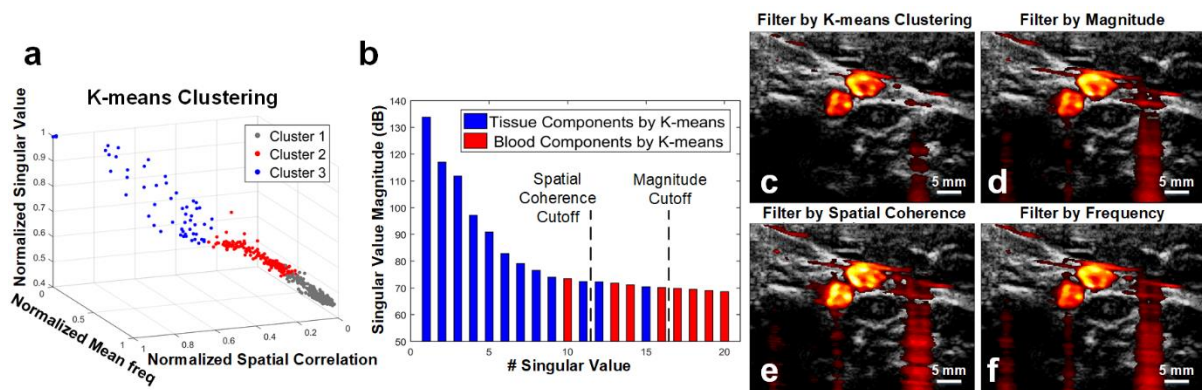 a
K-means Clustering
Normalized Singular Value
1
0.9
0.8
0.7
0.6
0.5
0.4
0
0.5
1
Normalized Mean freq
1
0.8
0.6
0.4
0.2
0
Normalized Spatial Correlation
Cluster 1
Cluster 2
Cluster 3
b
Singular Value Magnitude (dB)
140
130
120
110
100
90
80
70
60
50
0
5
10
15
20
# Singular Value
Tissue Components by K-means
Blood Components by K-means
Spatial
Coherence
Cutoff
Magnitude
Cutoff
Filter by K-means Clustering
c
5 mm
Filter by Magnitude
d
5 mm
Filter by Spatial Coherence
e
5 mm
Filter by Frequency
f
5 mm